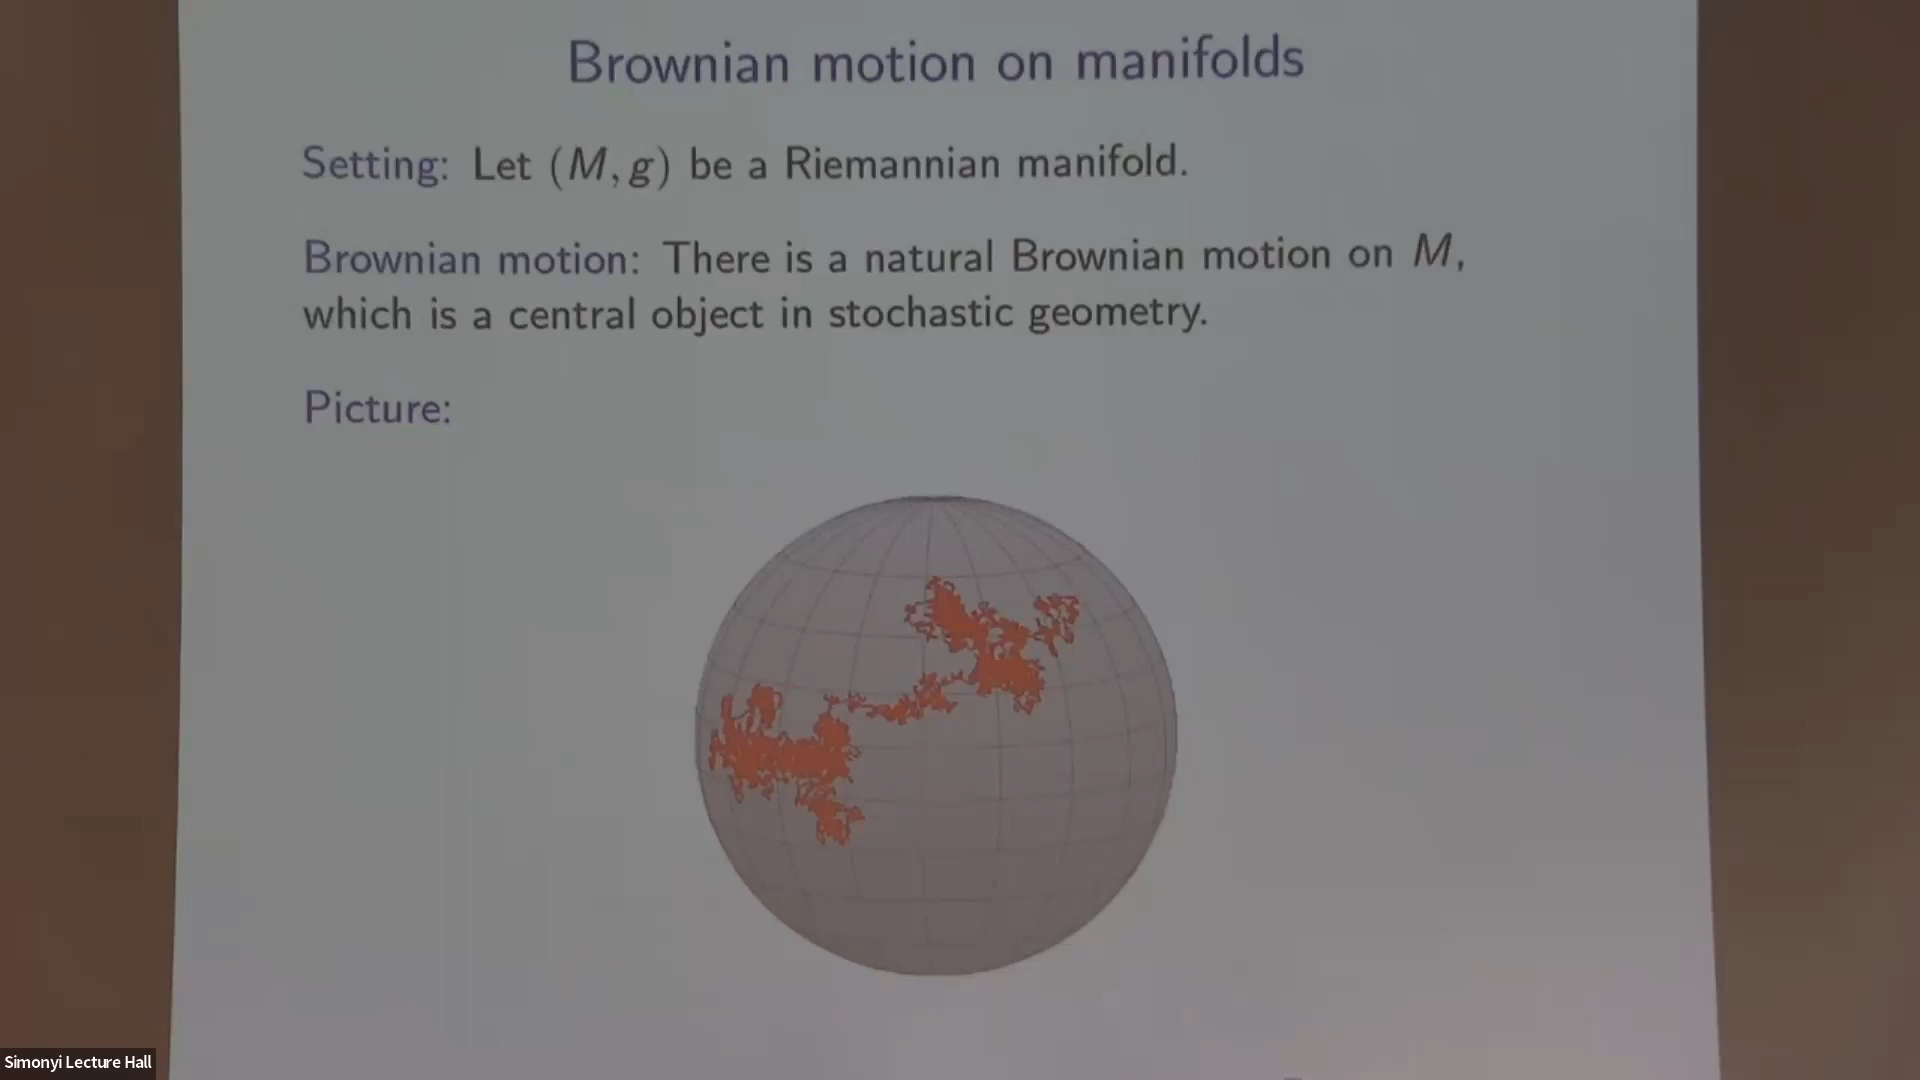 Brownian motion on manifolds
Setting: Let (M, g) be a Riemannian manifold.
Brownian motion: There is a natural Brownian motion on M,
which is a central object in stochastic geometry.
Picture:
Simonyi Lecture Hall